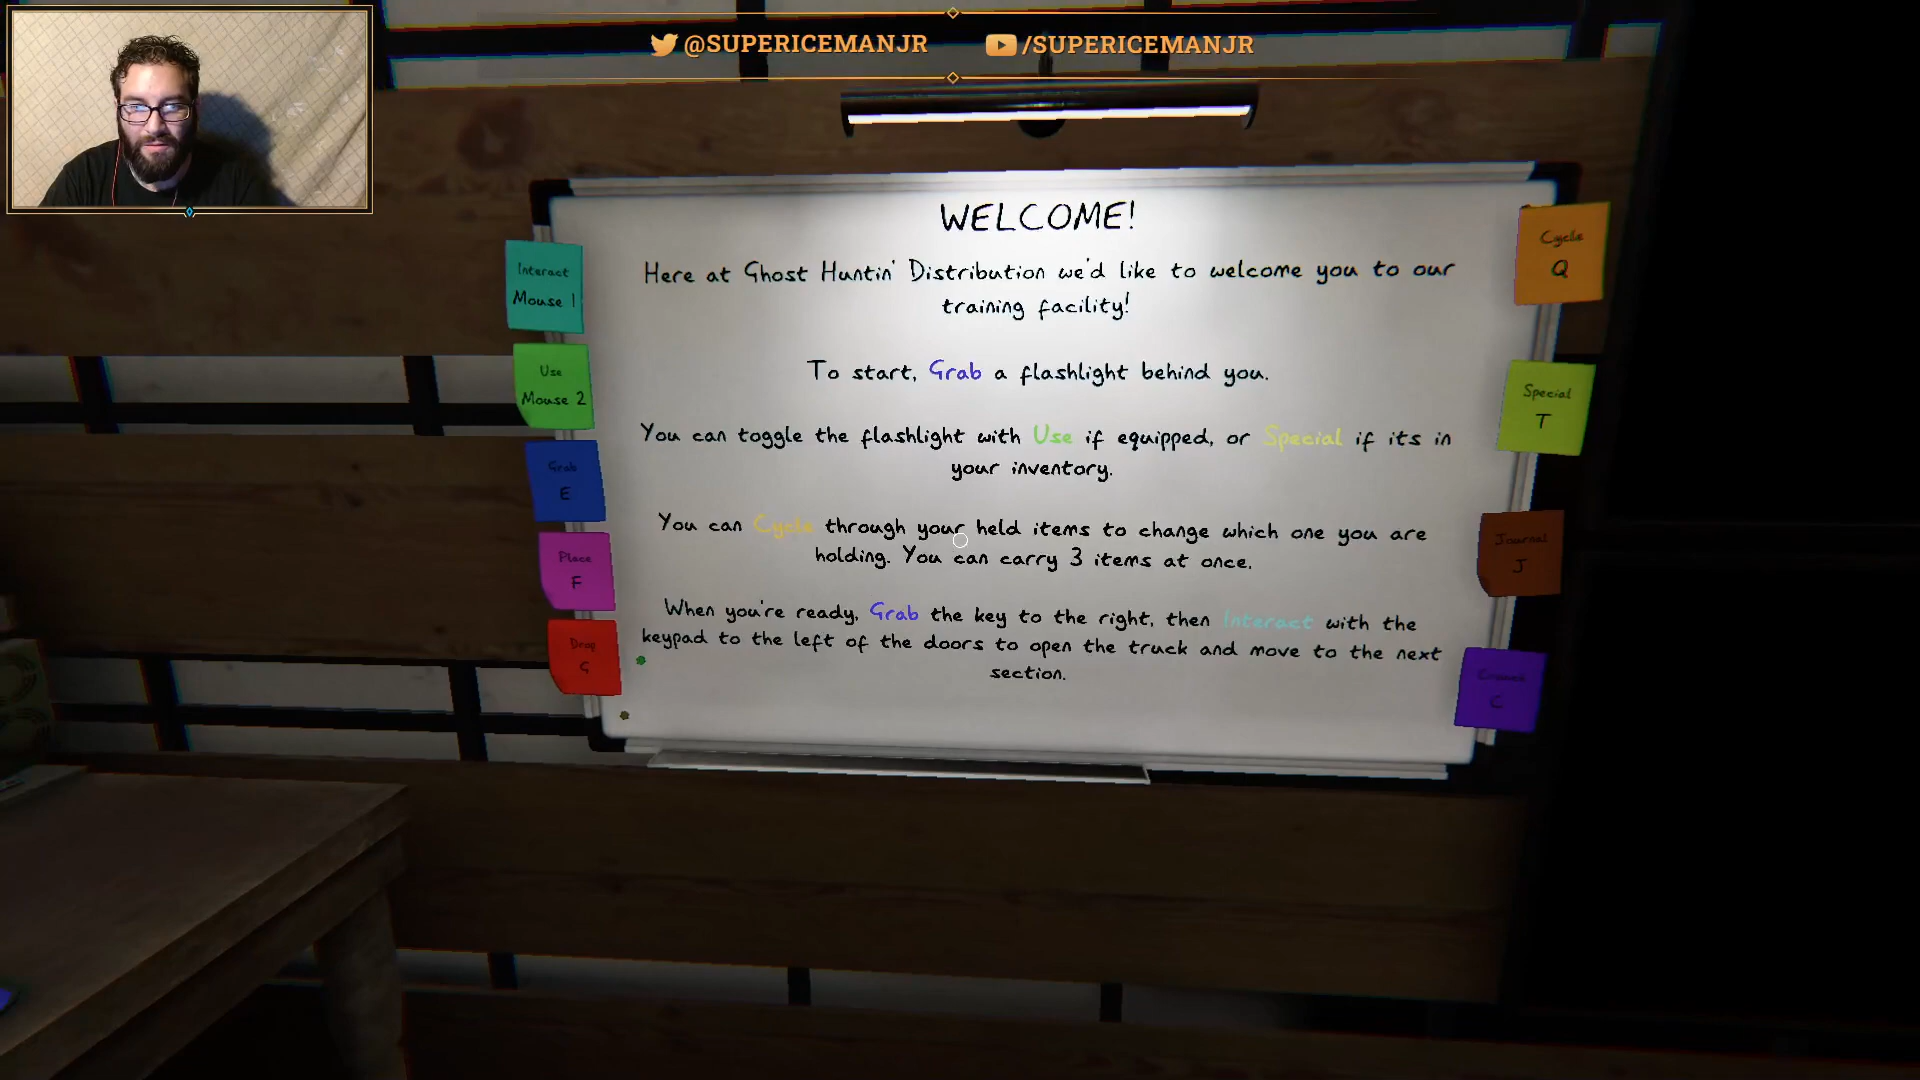 @SUPERICEMANJR
/SUPERICEMANJR
WELCOME!
Here at Ghost Huntin' Distribution we'd like to welcome you to our
training facility!
To start, Grab a flashlight behind you.
You can toggle the flashlight with Use if equipped, or Special if its in
your inventory.
You can Cycle through your held items to change which one you are
holding. You can carry 3 items at once.
When you're ready, Grab the key to the right, then Interact with the
keypad to the left of the doors to open the truck and move to the next
section.
Interact
Mouse 1
Use
Mouse 2
Grab
E
Place
F
Drop
G
Cycle
Q
Special
T
Journal
J
Crouch
C